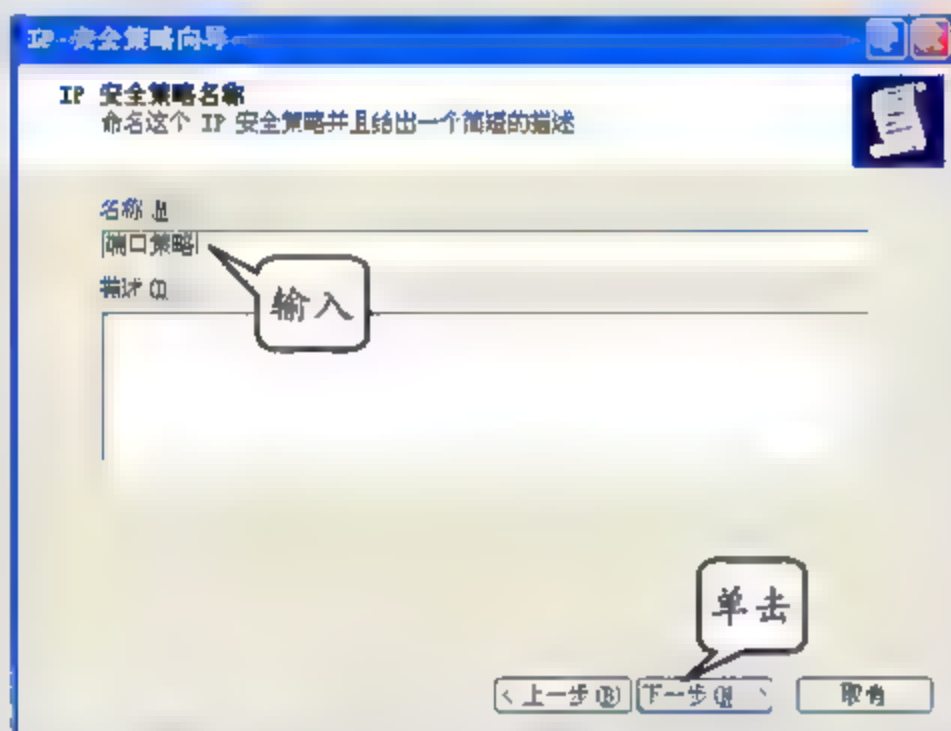 IP 安全策略向导
IP 安全策略名称
命名这个 IP 安全策略并且给出一个简短的描述
名称
端口策略
输入
描述
单击
< 上一步(B)
下一步(N) >
取消